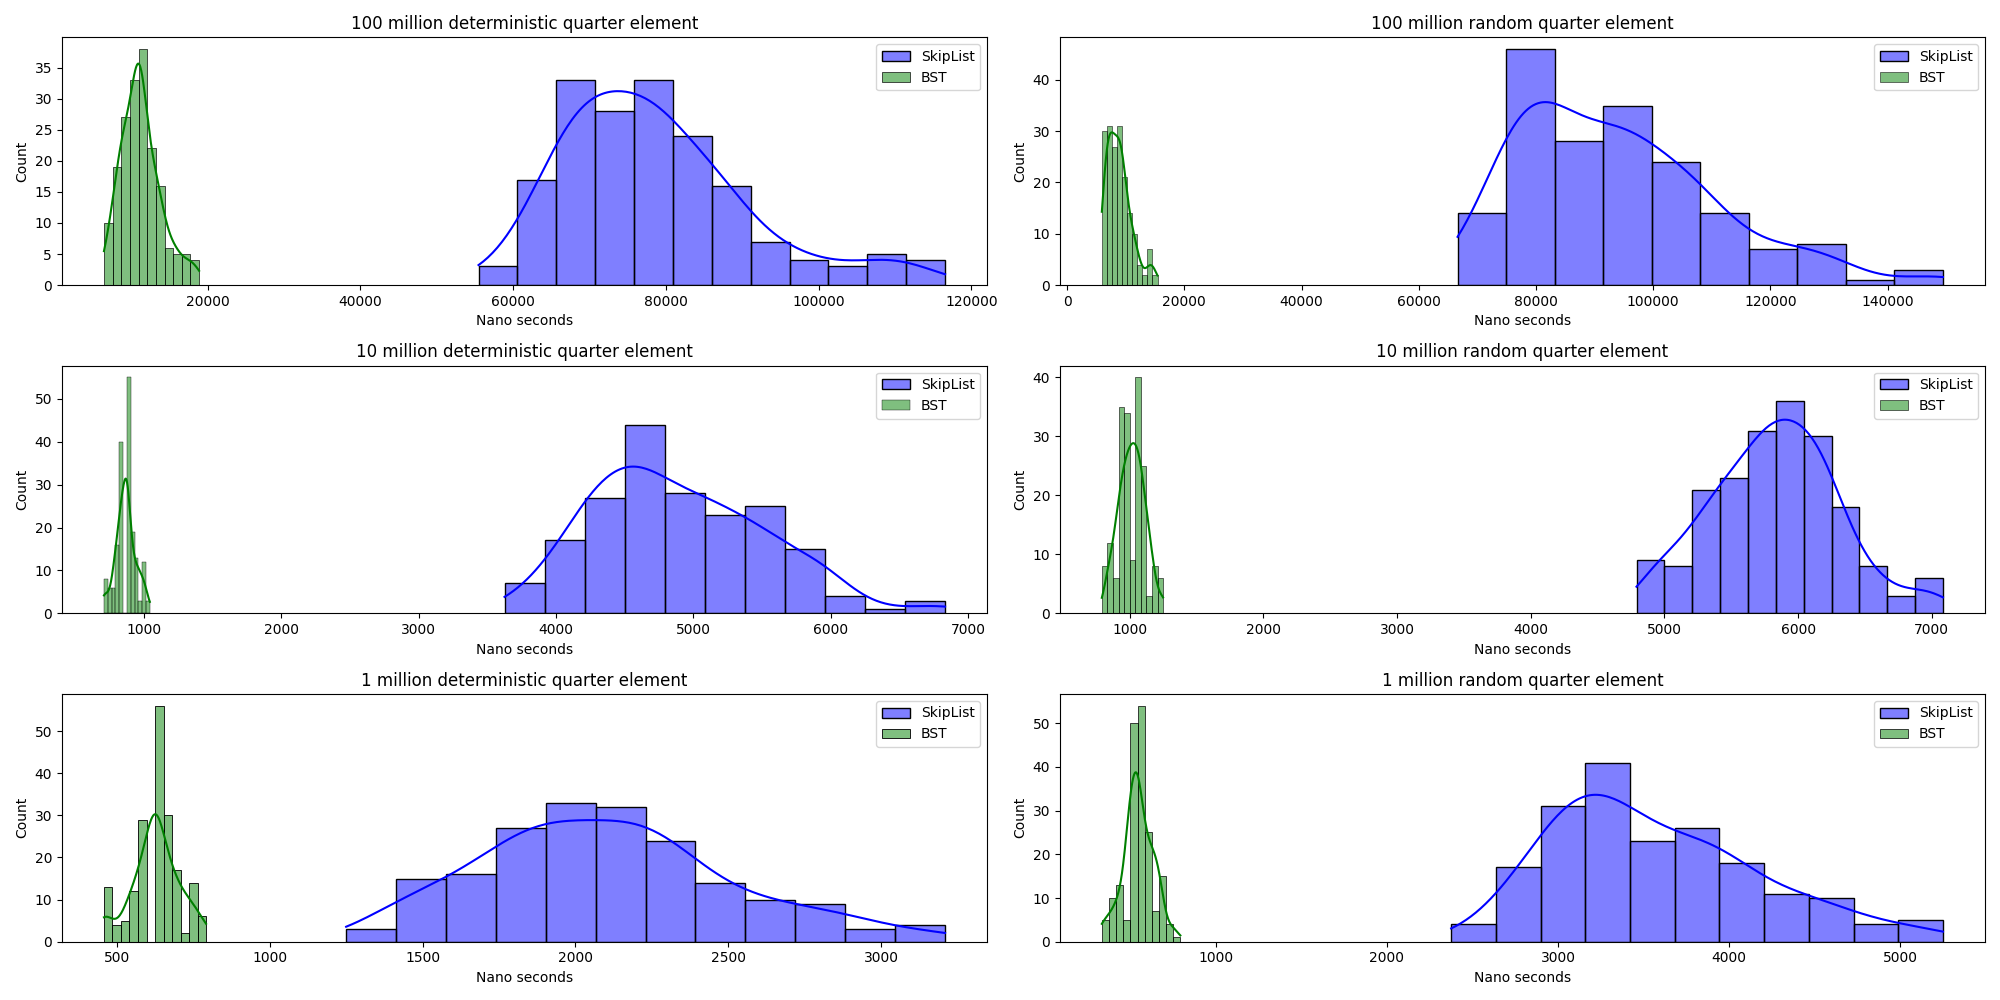 100 million deterministic quarter element
SkipList
BST
35
30
25
20
15
10
5
0
Count
20000 40000 60000 80000 100000 120000
Nano seconds
100 million random quarter element
SkipList
BST
40
30
20
10
0
Count
0 20000 40000 60000 80000 100000 120000 140000
Nano seconds
10 million deterministic quarter element
SkipList
BST
50
40
30
20
10
0
Count
1000 2000 3000 4000 5000 6000 7000
Nano seconds
10 million random quarter element
SkipList
BST
40
30
20
10
0
Count
1000 2000 3000 4000 5000 6000 7000
Nano seconds
1 million deterministic quarter element
SkipList
BST
50
40
30
20
10
0
Count
500 1000 1500 2000 2500 3000
Nano seconds
1 million random quarter element
SkipList
BST
50
40
30
20
10
0
Count
1000 2000 3000 4000 5000
Nano seconds